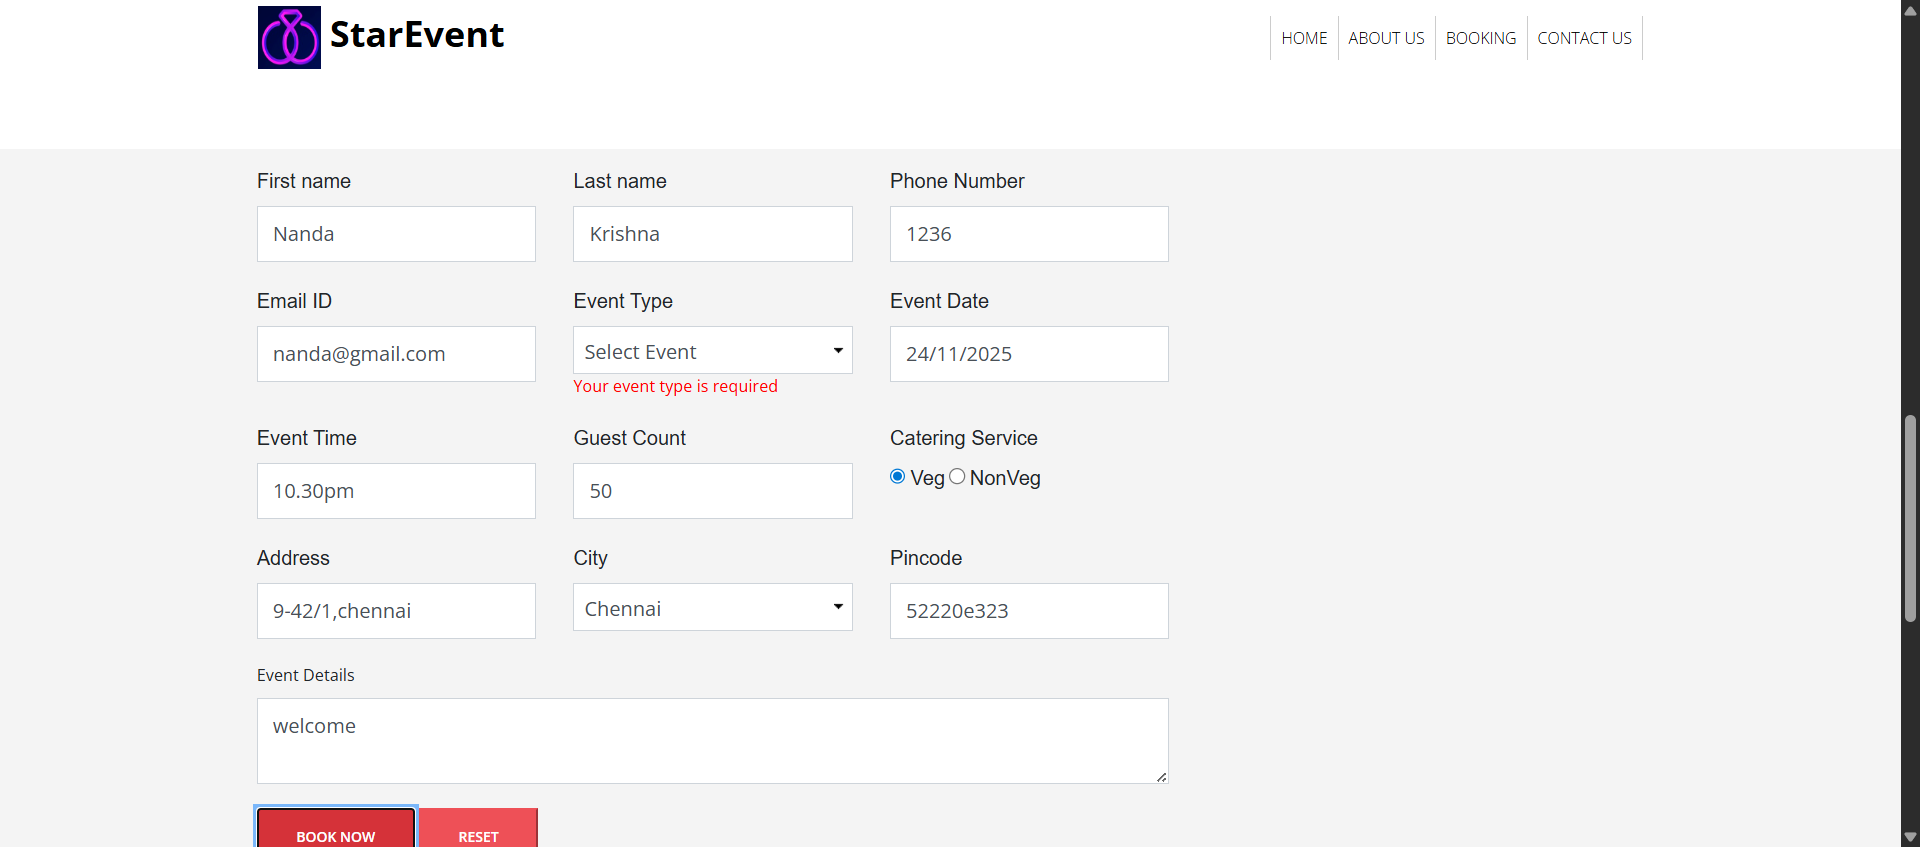 StarEvent
HOME ABOUT US BOOKING CONTACT US
First name Last name Phone Number
Nanda Krishna 1236
Email ID Event Type Event Date
nanda@gmail.com Select Event 24/11/2025
Your event type is required
Event Time Guest Count Catering Service
10.30pm 50 Veg NonVeg
Address City Pincode
9-42/1,chennai Chennai 52220e323
Event Details
welcome
BOOK NOW RESET